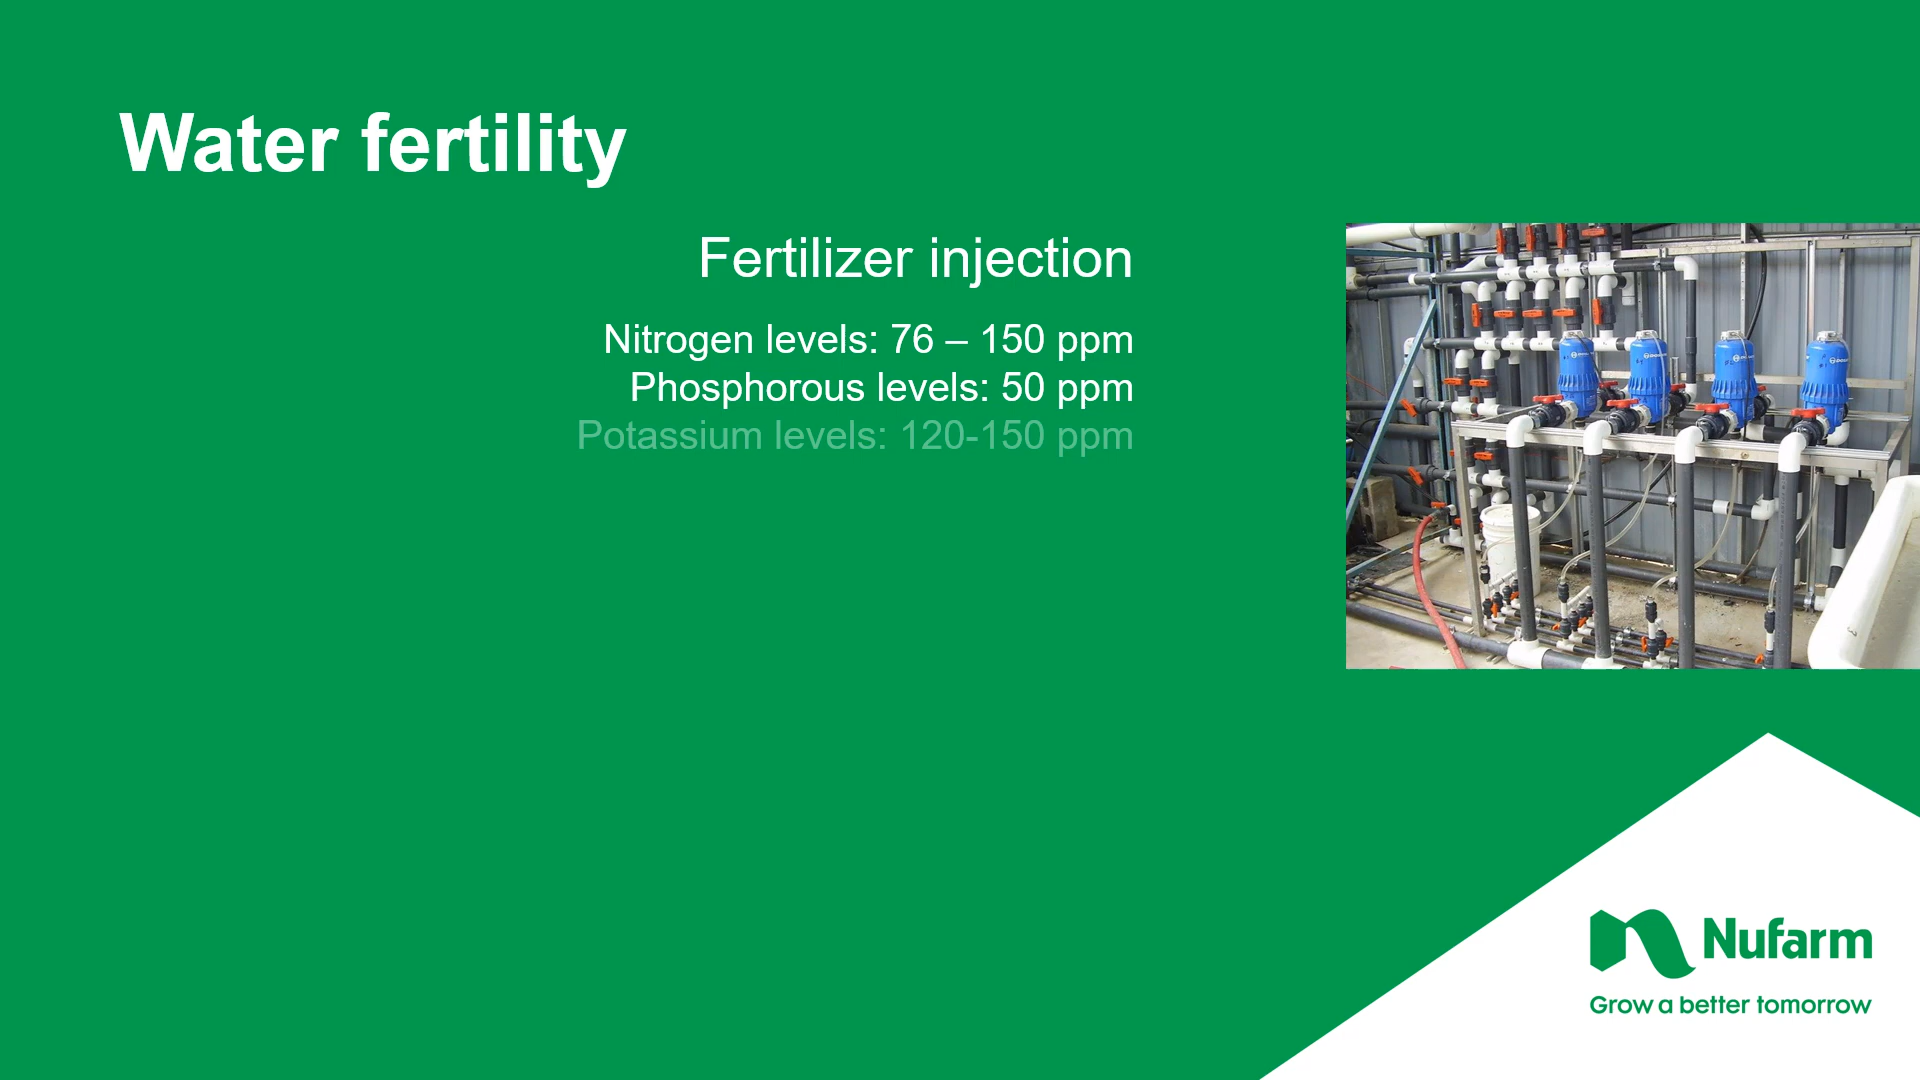 Water fertility
Fertilizer injection
Nitrogen levels: 76 – 150 ppm
Phosphorous levels: 50 ppm
Potassium levels: 120-150 ppm
Nufarm
Grow a better tomorrow